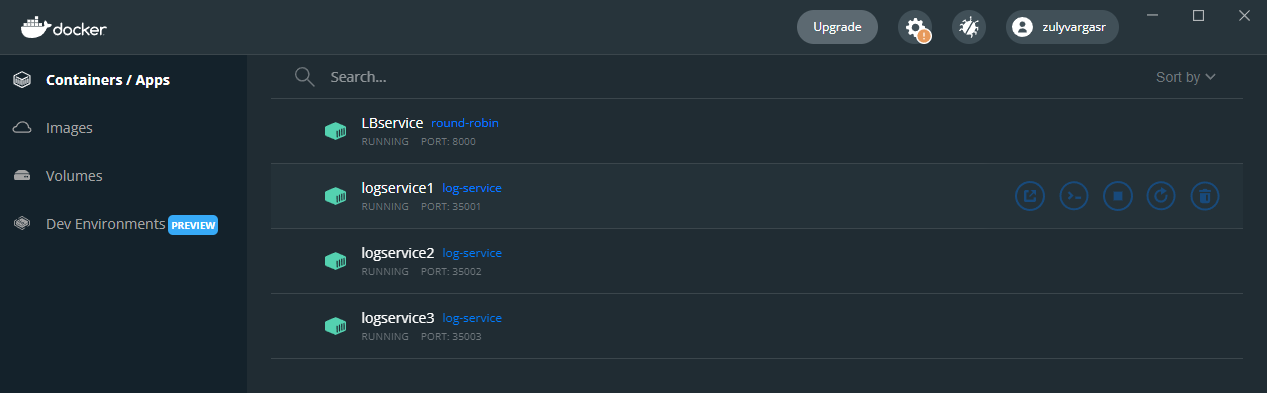 docker
Upgrade
zulyvargasr
Containers / Apps
Images
Volumes
Dev Environments PREVIEW
Search...
Sort by
LBservice round-robin
RUNNING PORT: 8000
logservice1 log-service
RUNNING PORT: 35001
logservice2 log-service
RUNNING PORT: 35002
logservice3 log-service
RUNNING PORT: 35003